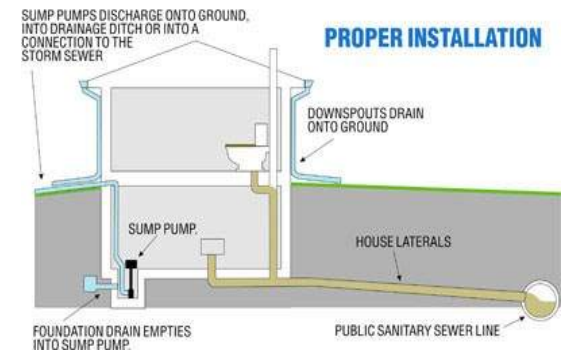 SUMP PUMPS DISCHARGE ONTO GROUND,
INTO DRAINAGE DITCH OR INTO A
CONNECTION TO THE
STORM SEWER
PROPER INSTALLATION
DOWNSPOUTS DRAIN
ONTO GROUND
SUMP PUMP.
HOUSE LATERALS
FOUNDATION DRAIN EMPTIES
INTO SUMP PUMP.
PUBLIC SANITARY SEWER LINE